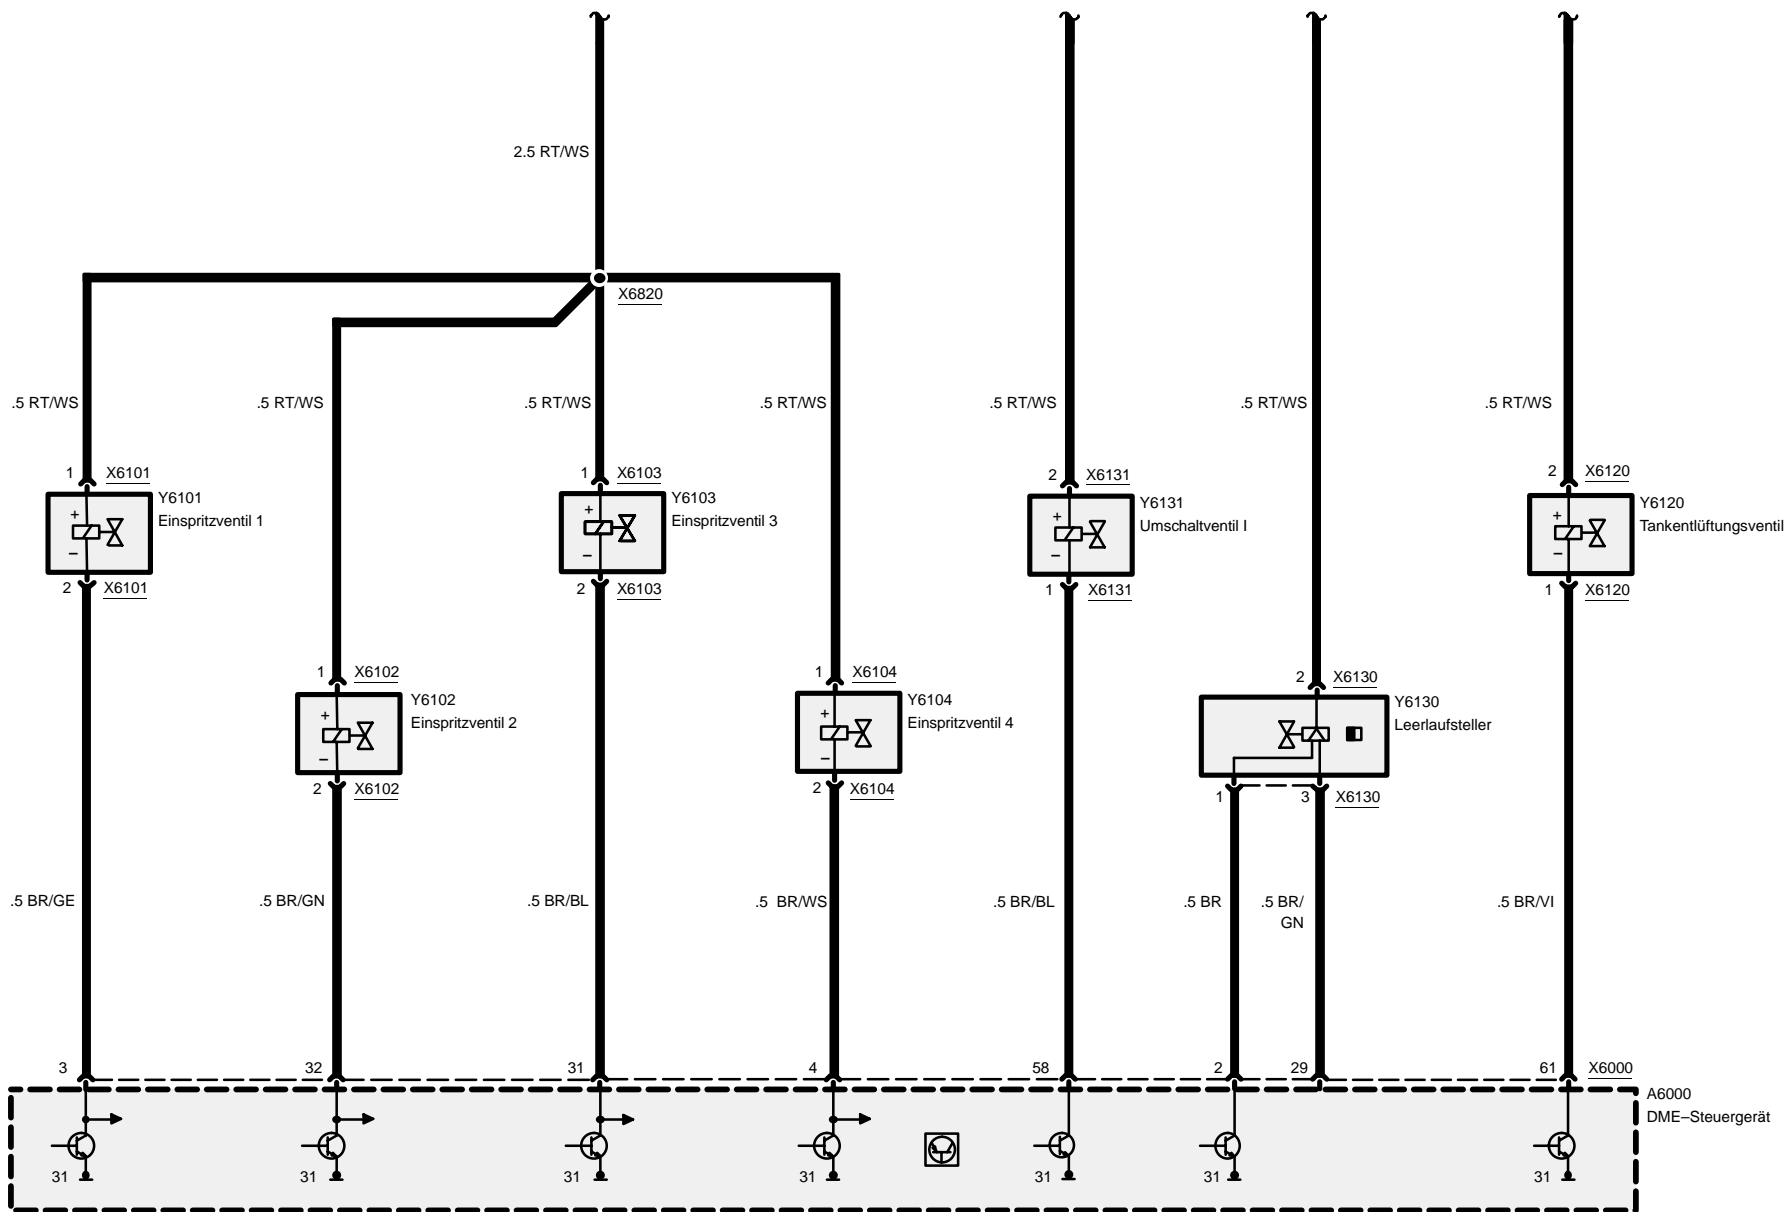 2.5 RT/WS
X6820
.5 RT/WS
.5 RT/WS
.5 RT/WS
.5 RT/WS
.5 RT/WS
.5 RT/WS
.5 RT/WS
1 X6101
1 X6103
2 X6131
2 X6120
Y6101
Einspritzventil 1
Y6103
Einspritzventil 3
Y6131
Umschaltventil I
Y6120
Tankentlüftungsventil
+
–
+
–
+
–
+
–
2 X6101
2 X6103
1 X6131
1 X6120
1 X6102
1 X6104
2 X6130
Y6102
Einspritzventil 2
Y6104
Einspritzventil 4
Y6130
Leerlaufsteller
+
–
+
–
2 X6102
2 X6104
1
3 X6130
.5 BR/GE
.5 BR/GN
.5 BR/BL
.5 BR/WS
.5 BR/BL
.5 BR
.5 BR/
GN
.5 BR/VI
3
32
31
4
58
2
29
61 X6000
A6000
DME–Steuergerät
31
31
31
31
31
31
31